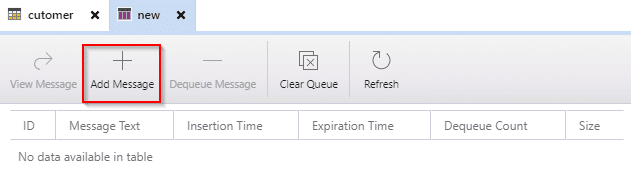 cutomer new
View Message Add Message Dequeue Message Clear Queue Refresh
ID Message Text Insertion Time Expiration Time Dequeue Count Size
No data available in table